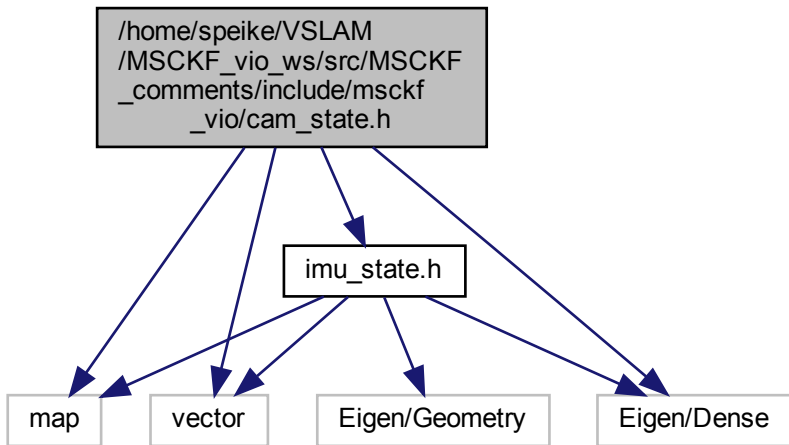 /home/speike/VSLAM
/MSCKF_vio_ws/src/MSCKF
_comments/include/msckf
_vio/cam_state.h
imu_state.h
map
vector
Eigen/Geometry
Eigen/Dense